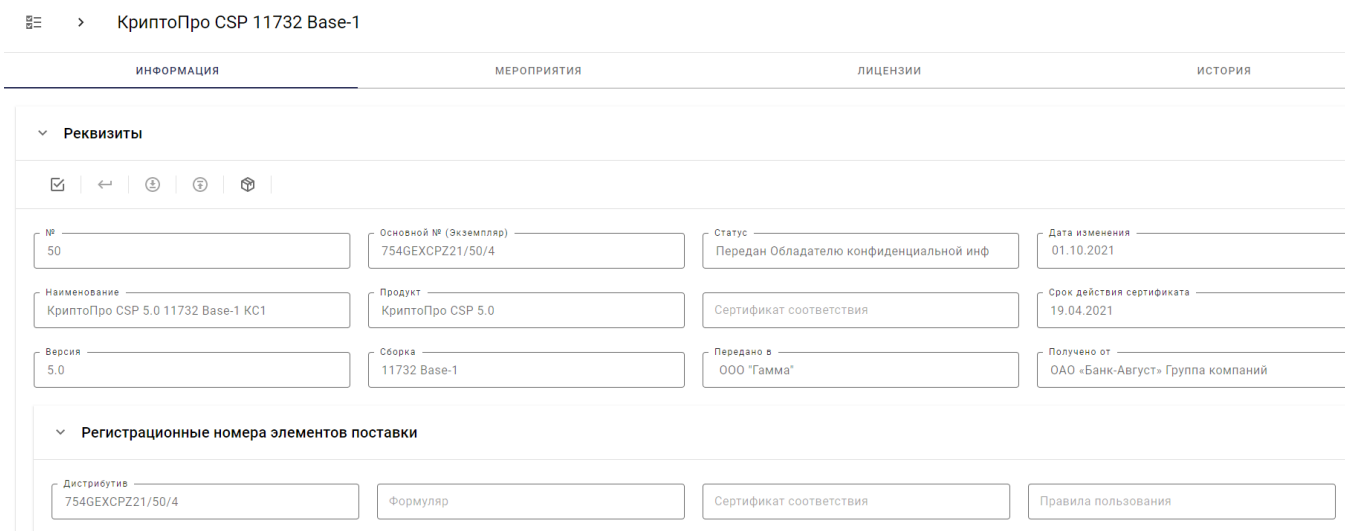 КриптоПро CSP 11732 Base-1
ИНФОРМАЦИЯ МЕРОПРИЯТИЯ ЛИЦЕНЗИИ ИСТОРИЯ
Реквизиты
№ Основной № (Экземпляр) Статус Дата изменения
50 754GEXCPZ21/50/4 Передан Обладателю конфиденциальной инф 01.10.2021
Наименование Продукт Срок действия сертификата
КриптоПро CSP 5.0 11732 Base-1 КС1 КриптоПро CSP 5.0 Сертификат соответствия 19.04.2021
Версия Сборка Передано в Получено от
5.0 11732 Base-1 ООО "Гамма" ОАО «Банк-Август» Группа компаний
Регистрационные номера элементов поставки
Дистрибутив
754GEXCPZ21/50/4 Формуляр Сертификат соответствия Правила пользования